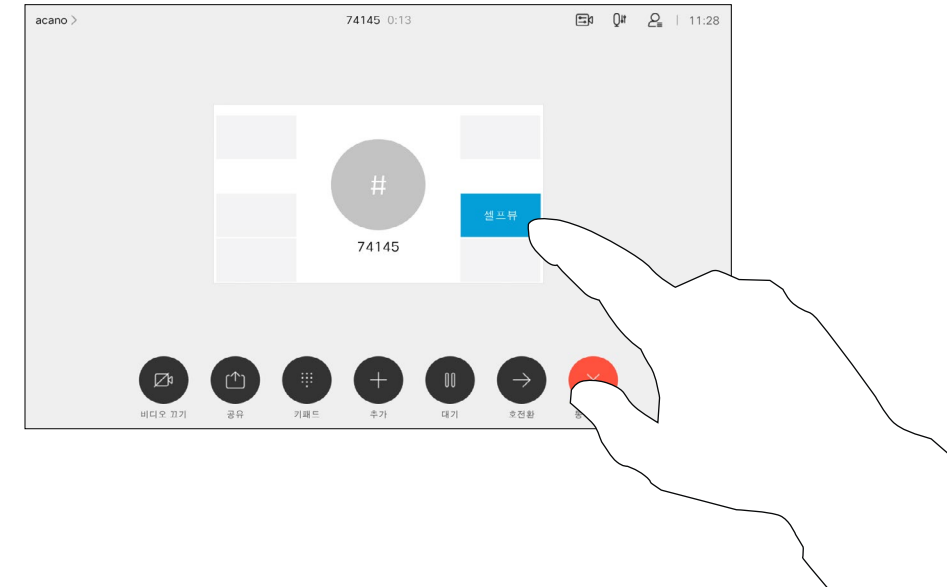 acano >
74145 0:13
11:28
#
셀프뷰
74145
비디오 끄기
공유
키패드
추가
대기
호전환